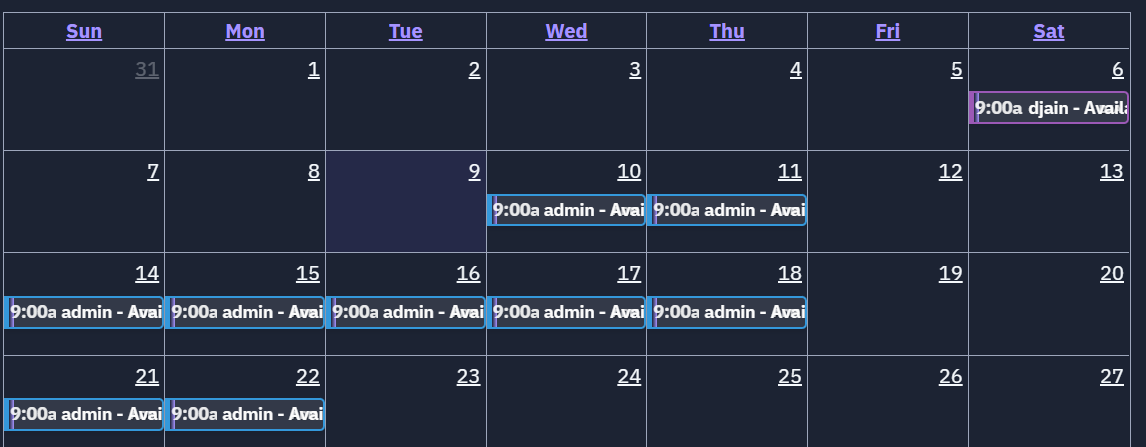 Sun Mon Tue Wed Thu Fri Sat
31 1 2 3 4 5 6
9:00a djain - Avail
7 8 9 10 11 12 13
9:00a admin - Avai 9:00a admin - Avai
14 15 16 17 18 19 20
9:00a admin - Avai 9:00a admin - Avai 9:00a admin - Avai 9:00a admin - Avai 9:00a admin - Avai
21 22 23 24 25 26 27
9:00a admin - Avai 9:00a admin - Avai